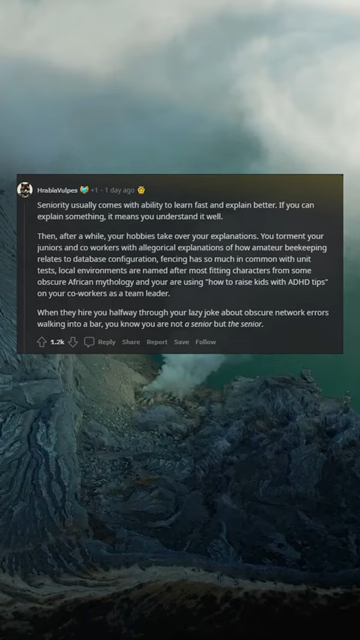 HrabiaVulpes +1 · 1 day ago
Seniority usually comes with ability to learn fast and explain better. If you can
explain something, it means you understand it well.
Then, after a while, your hobbies take over your explanations. You torment your
juniors and co workers with allegorical explanations of how amateur beekeeping
relates to database configuration, fencing has so much in common with unit
tests, local environments are named after most fitting characters from some
obscure African mythology and your are using "how to raise kids with ADHD tips"
on your co-workers as a team leader.
When they hire you halfway through your lazy joke about obscure network errors
walking into a bar, you know you are not a senior but the senior.
1.2k Reply Share Report Save Follow